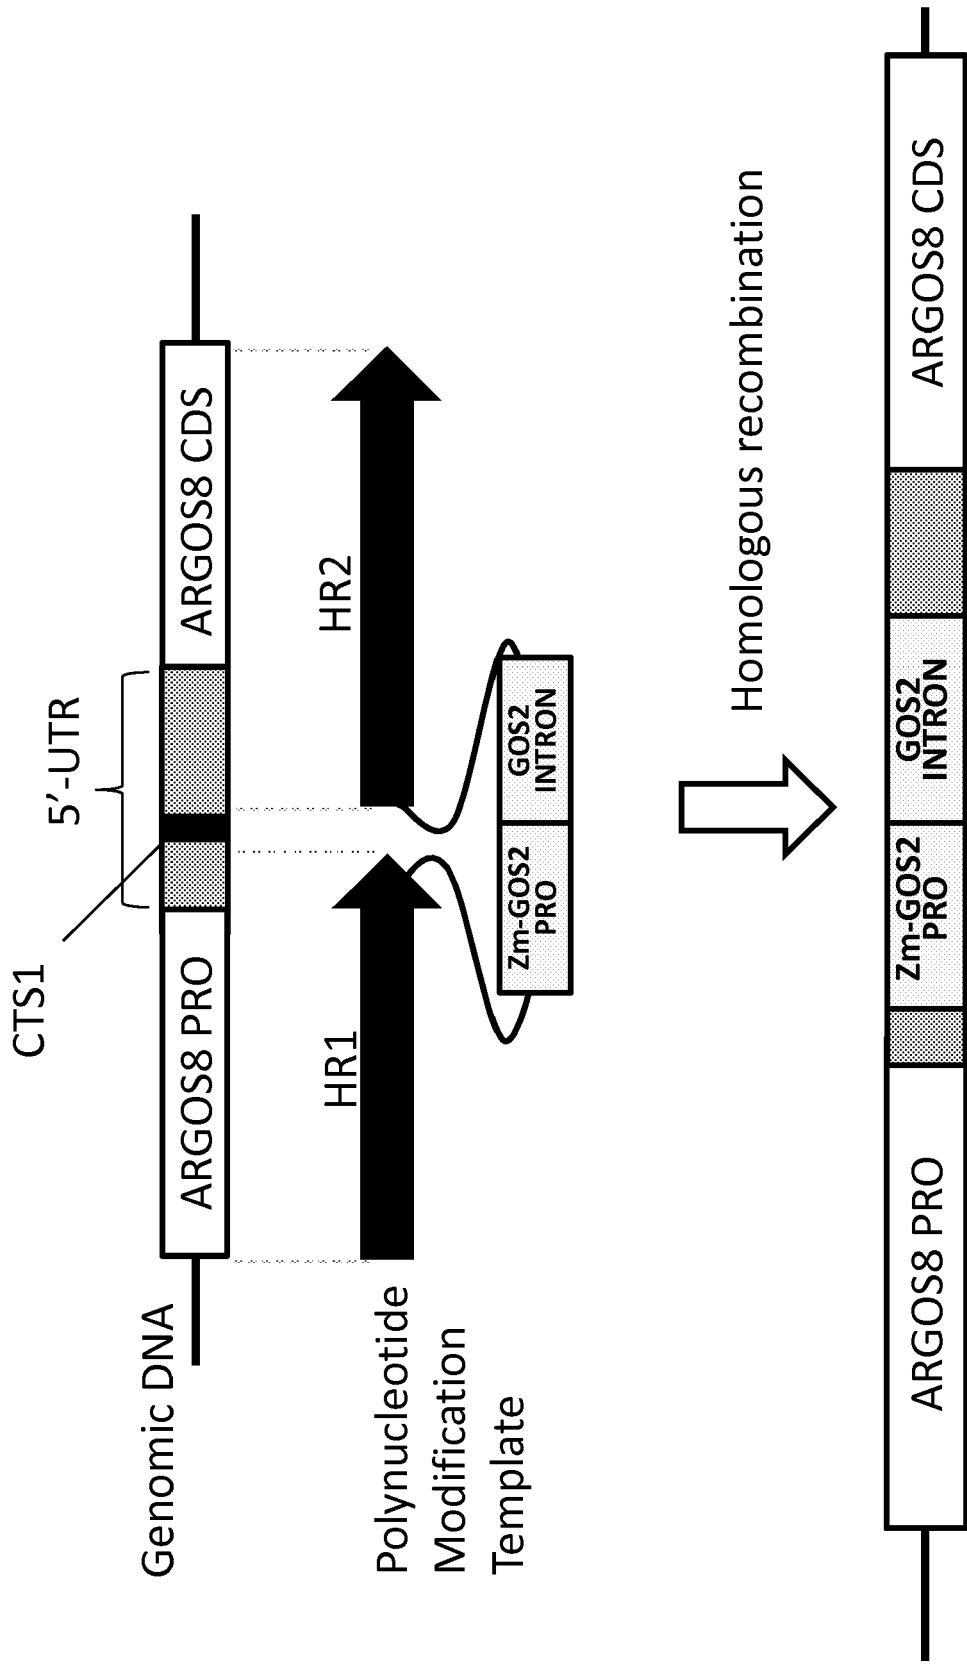 CTS1
5'-UTR
Genomic DNA
ARGOS8 PRO
ARGOS8 CDS
Polynucleotide
Modification
Template
HR1
HR2
Zm-GOS2
PRO
GOS2
INTRON
Homologous recombination
ARGOS8 PRO
Zm-GOS2
PRO
GOS2
INTRON
ARGOS8 CDS